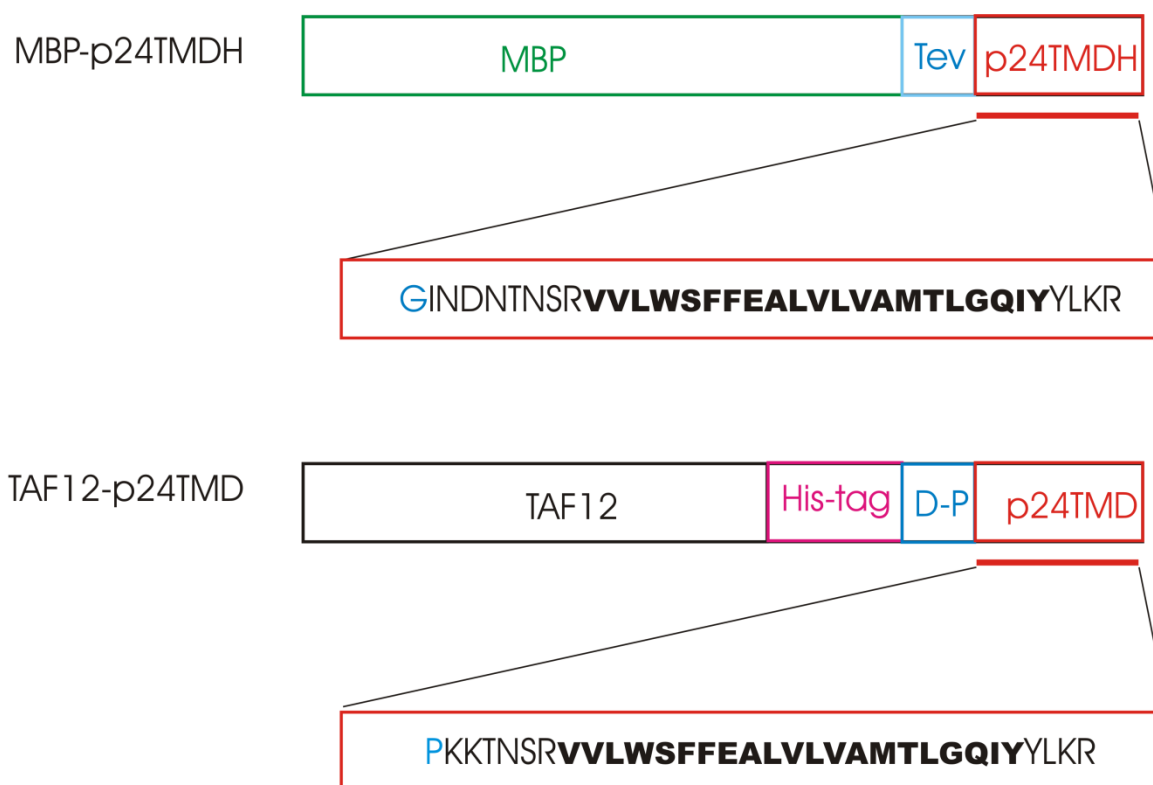 MBP-p24TMDH MBP Tev p24TMDH
GINDNTNSRVVLWSFFEALVLVAMTLGQIYYLKR
TAF12-p24TMD TAF12 His-tag D-P p24TMD
PKKTNSRVVLWSFFEALVLVAMTLGQIYYLKR